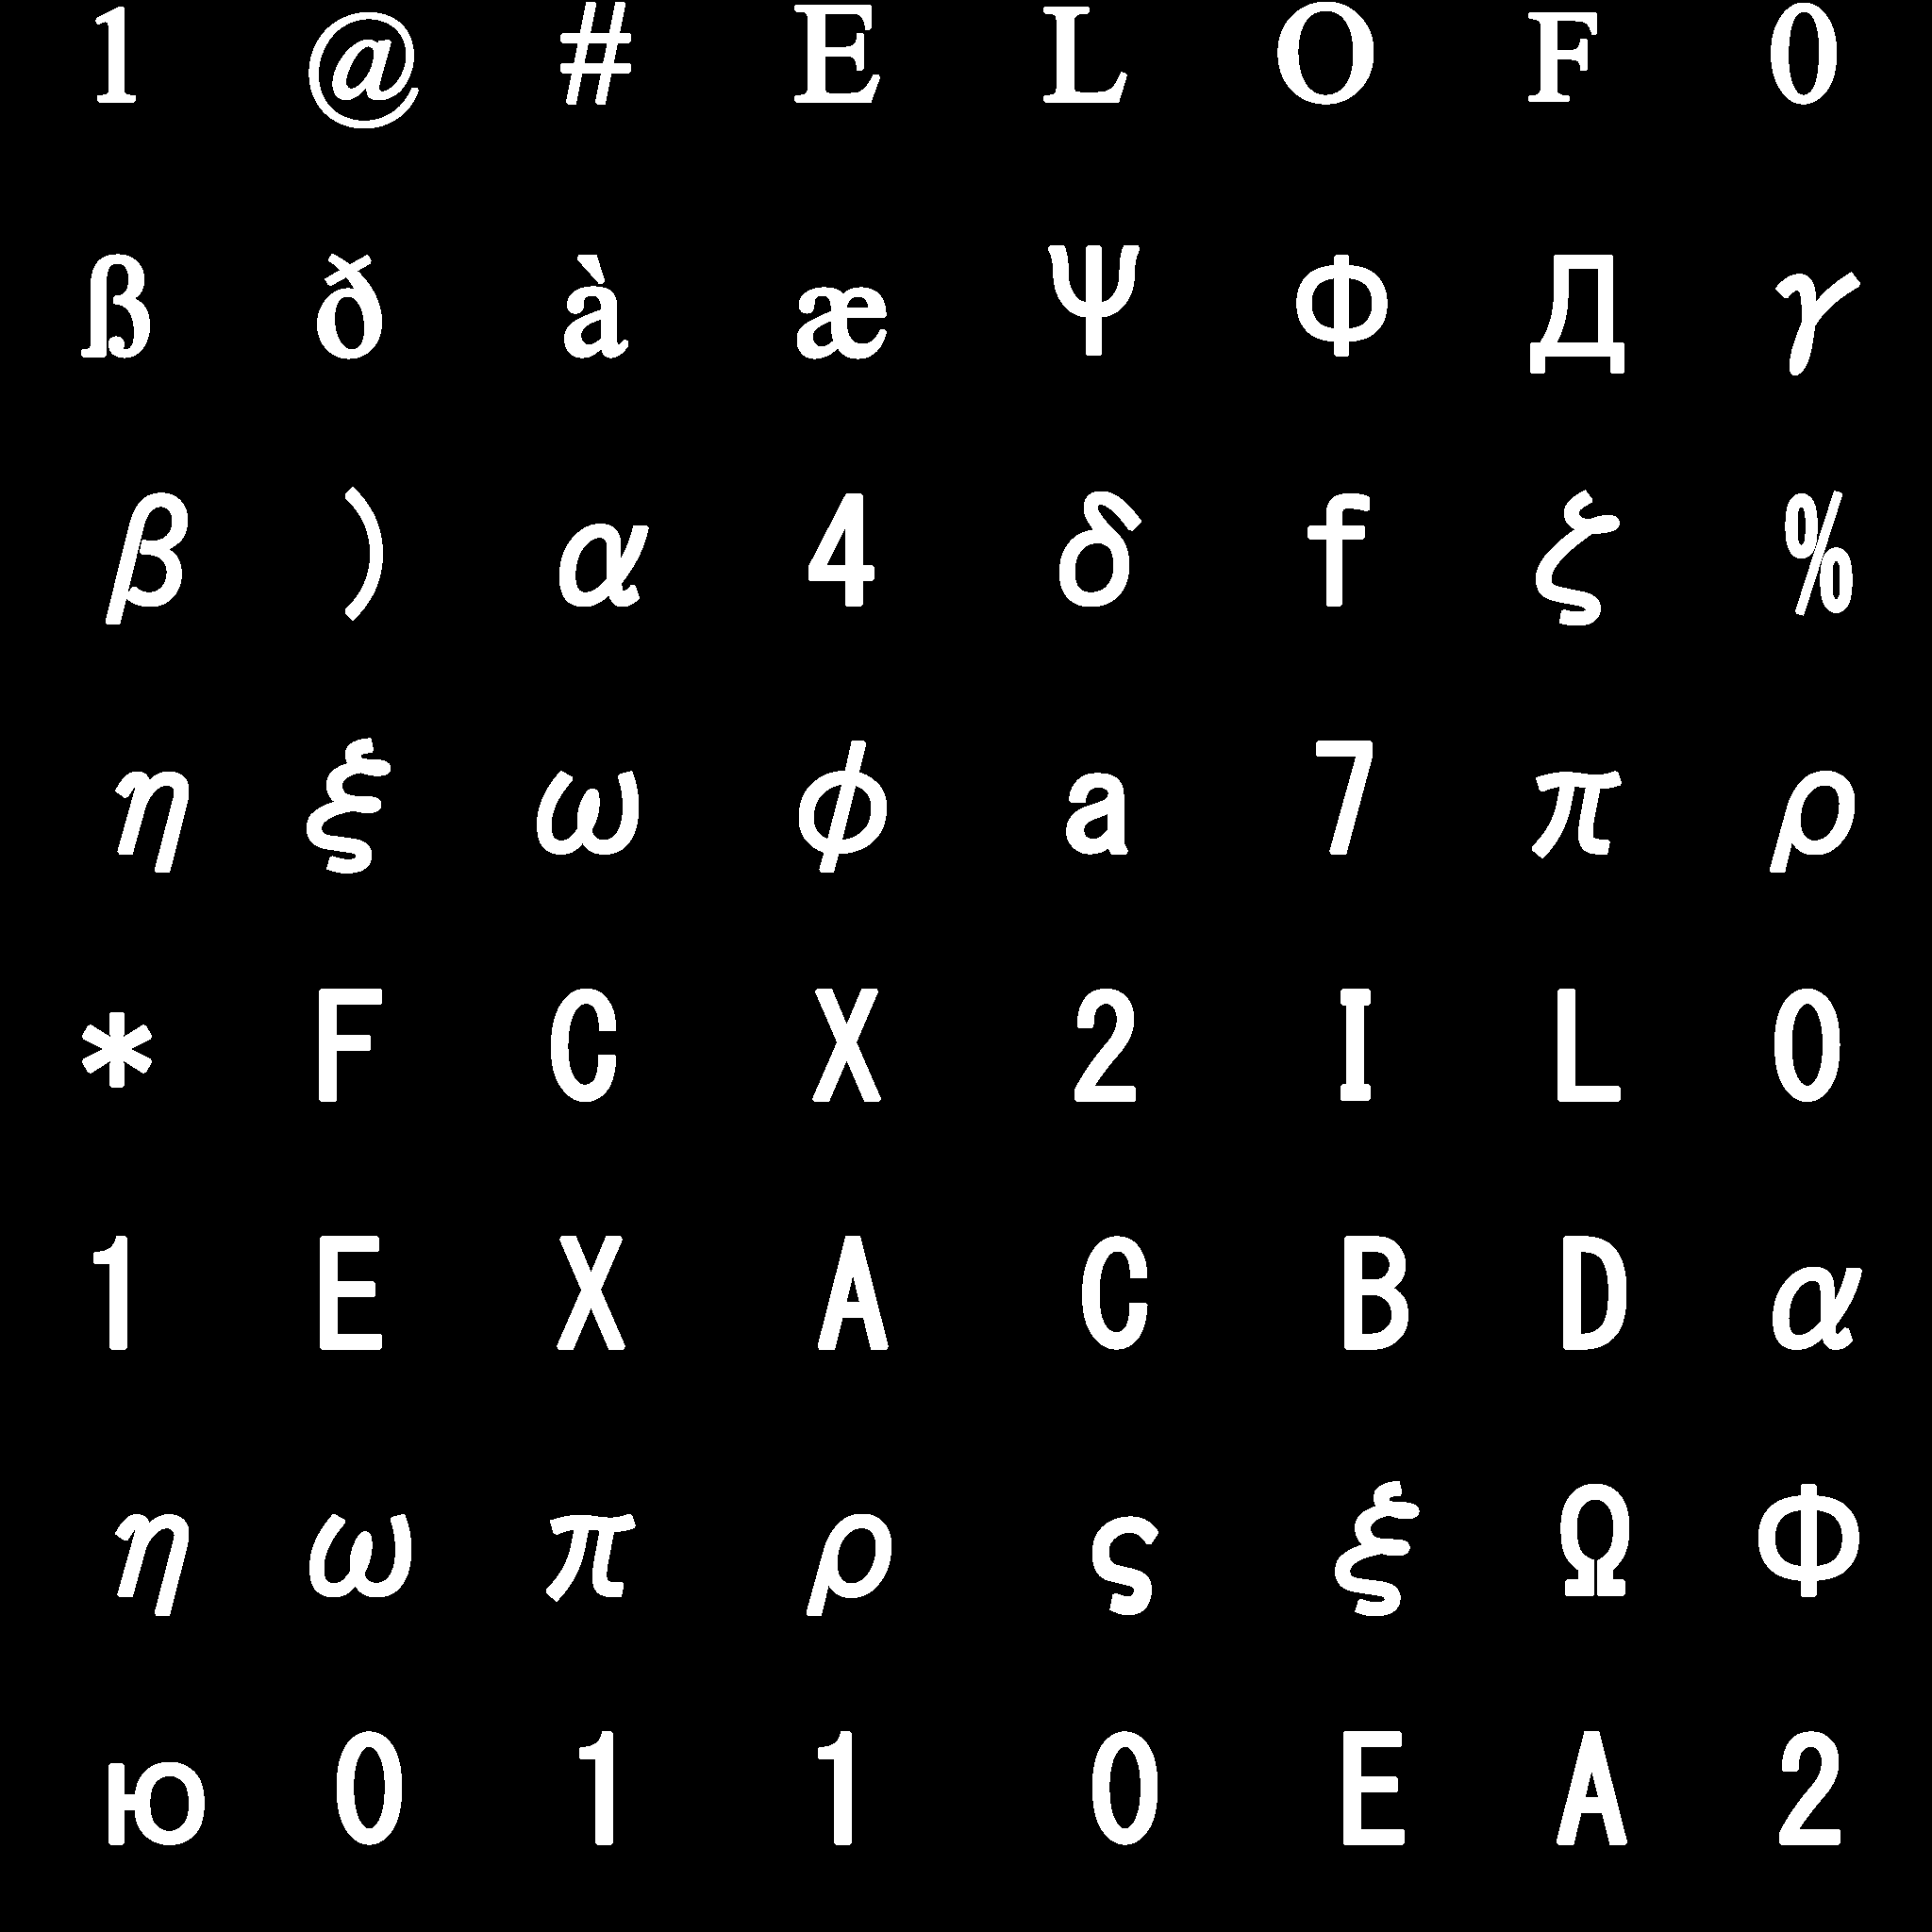 1 @ # E L O F 0
ß ð à æ Ψ Φ Д γ
β ) α 4 δ f ζ %
η ξ ω ϕ a 7 π ρ
* F C X 2 I L 0
1 E X A C B D α
η ω π ρ ς ξ Ω Φ
ю 0 1 1 0 E A 2